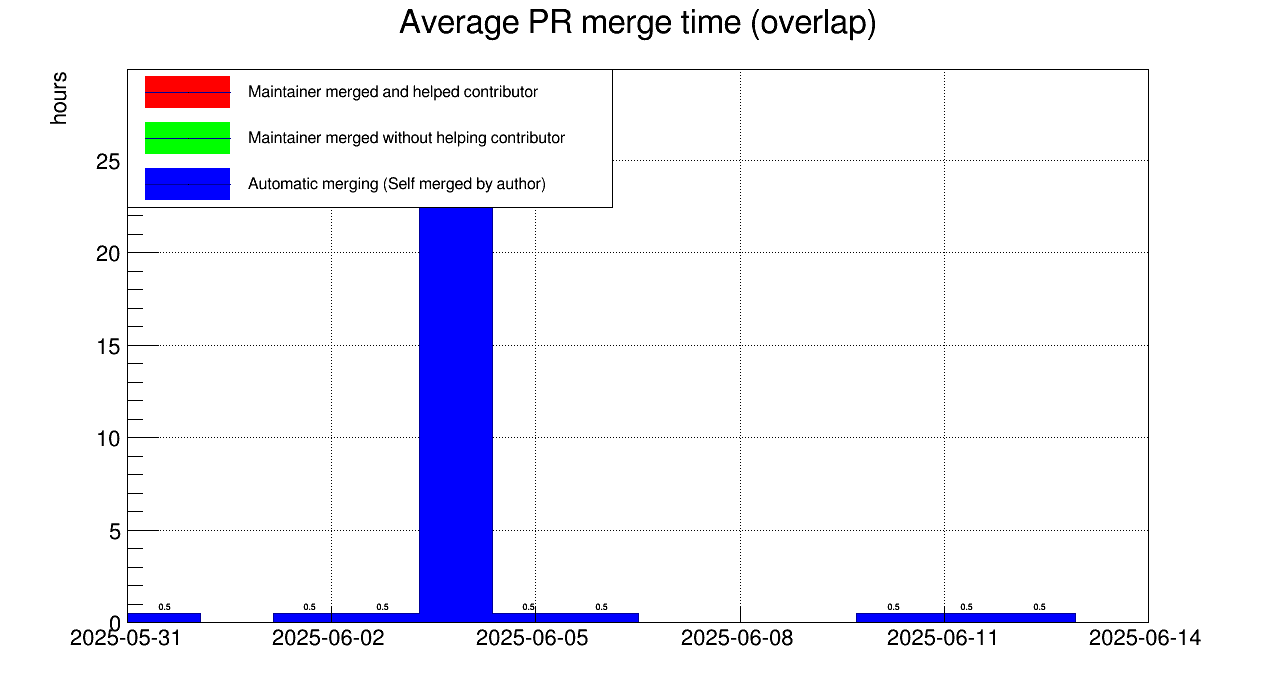 Average PR merge time (overlap)
hours
Maintainer merged and helped contributor
Maintainer merged without helping contributor
Automatic merging (Self merged by author)
25
20
15
10
5
0
0.5 0.5 0.5 0.5 0.5 0.5 0.5 0.5
2025-05-31 2025-06-02 2025-06-05 2025-06-08 2025-06-11 2025-06-14